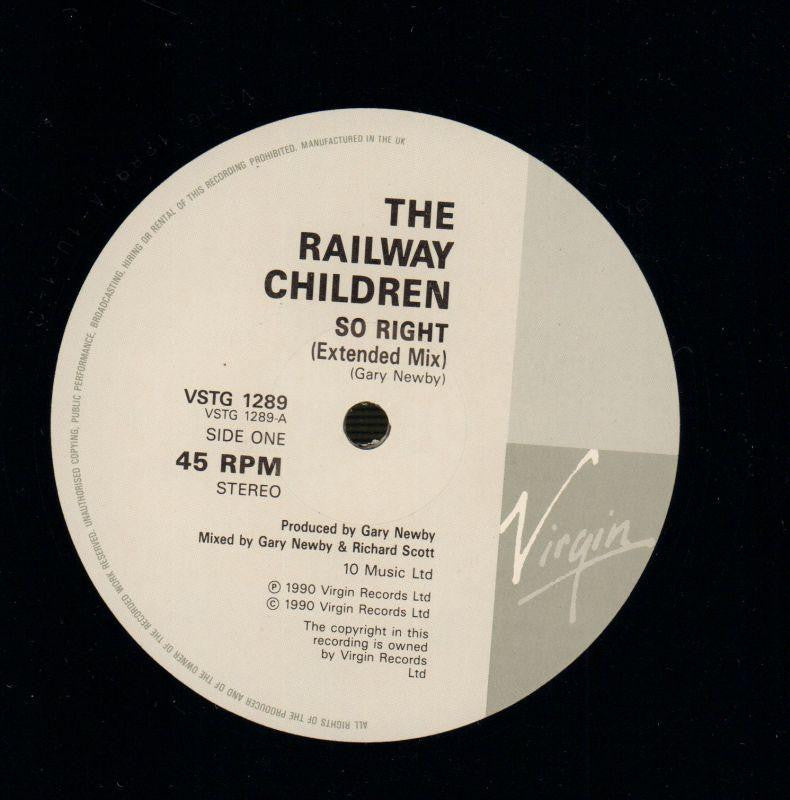 THE
RAILWAY
CHILDREN
SO RIGHT
(Extended Mix)
(Gary Newby)
VSTG 1289
VSTG 1289-A
SIDE ONE
45 RPM
STEREO
Produced by Gary Newby
Mixed by Gary Newby & Richard Scott
10 Music Ltd
℗ 1990 Virgin Records Ltd
© 1990 Virgin Records Ltd
The copyright in this
recording is owned
by Virgin Records
Ltd
Virgin
ALL RIGHTS OF THE PRODUCER AND OF THE OWNER OF THE RECORDED WORK RESERVED. UNAUTHORISED COPYING, PUBLIC PERFORMANCE, BROADCASTING, HIRING OR RENTAL OF THIS RECORDING PROHIBITED. MANUFACTURED IN THE UK